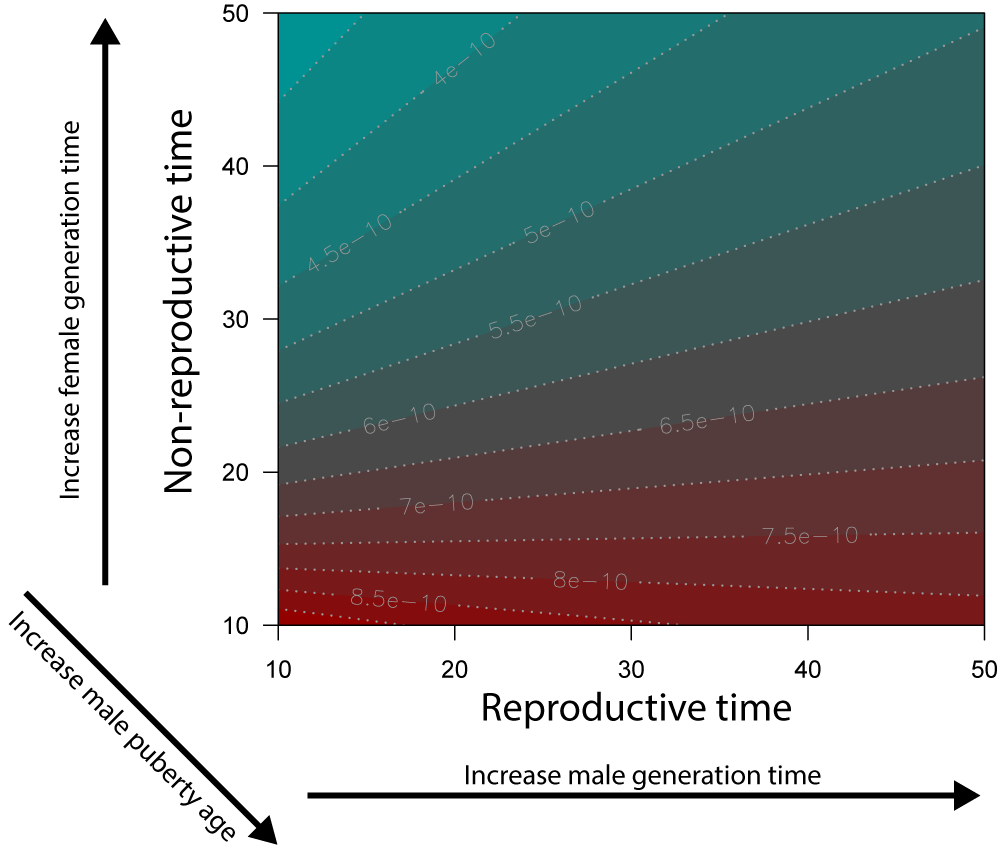 50
40
30
20
10
Non-reproductive time
Increase female generation time
4e−10
4.5e−10
5e−10
5.5e−10
6e−10
6.5e−10
7e−10
7.5e−10
8e−10
8.5e−10
10 20 30 40 50
Reproductive time
Increase male generation time
Increase male puberty age